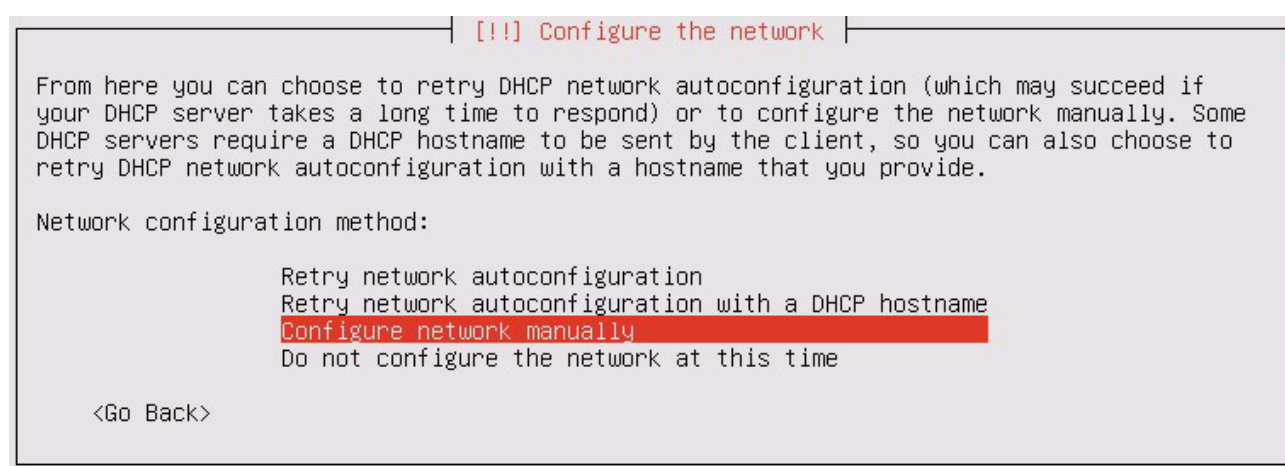 [!!] Configure the network
From here you can choose to retry DHCP network autoconfiguration (which may succeed if
your DHCP server takes a long time to respond) or to configure the network manually. Some
DHCP servers require a DHCP hostname to be sent by the client, so you can also choose to
retry DHCP network autoconfiguration with a hostname that you provide.
Network configuration method:
Retry network autoconfiguration
Retry network autoconfiguration with a DHCP hostname
Configure network manually
Do not configure the network at this time
<Go Back>